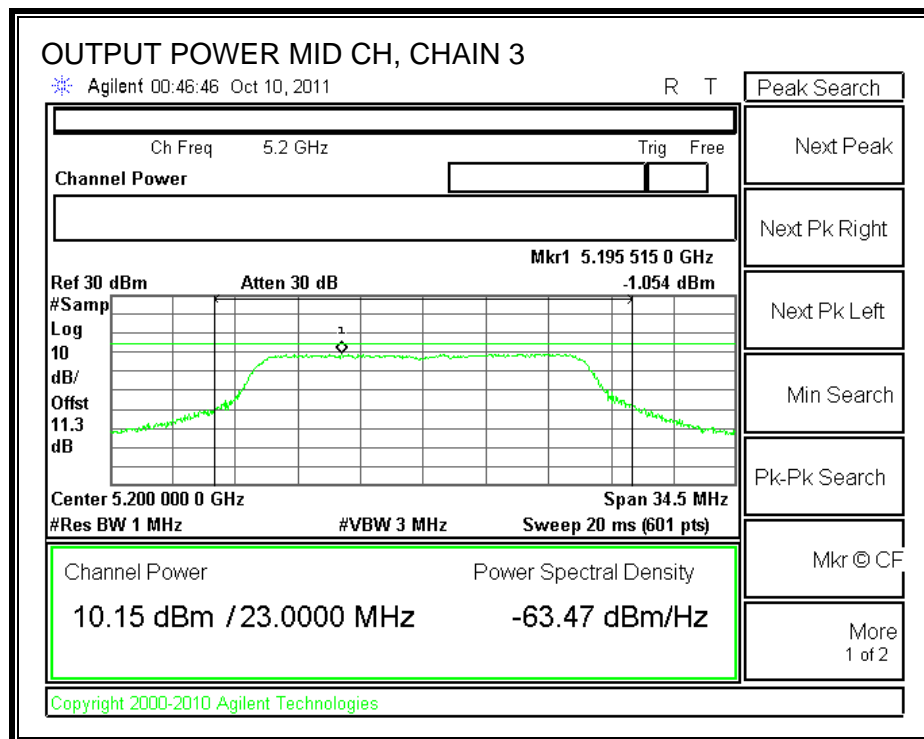 OUTPUT POWER MID CH, CHAIN 3
Agilent 00:46:46 Oct 10, 2011 R T
Peak Search
Ch Freq 5.2 GHz Trig Free
Channel Power
Next Peak
Next Pk Right
Mkr1 5.195 515 0 GHz
Ref 30 dBm Atten 30 dB -1.054 dBm
#Samp
Log
10
dB/
Offst
11.3
dB
1
Next Pk Left
Min Search
Pk-Pk Search
Center 5.200 000 0 GHz Span 34.5 MHz
#Res BW 1 MHz #VBW 3 MHz Sweep 20 ms (601 pts)
Channel Power Power Spectral Density
10.15 dBm / 23.0000 MHz -63.47 dBm/Hz
Mkr © CF
More
1 of 2
Copyright 2000-2010 Agilent Technologies